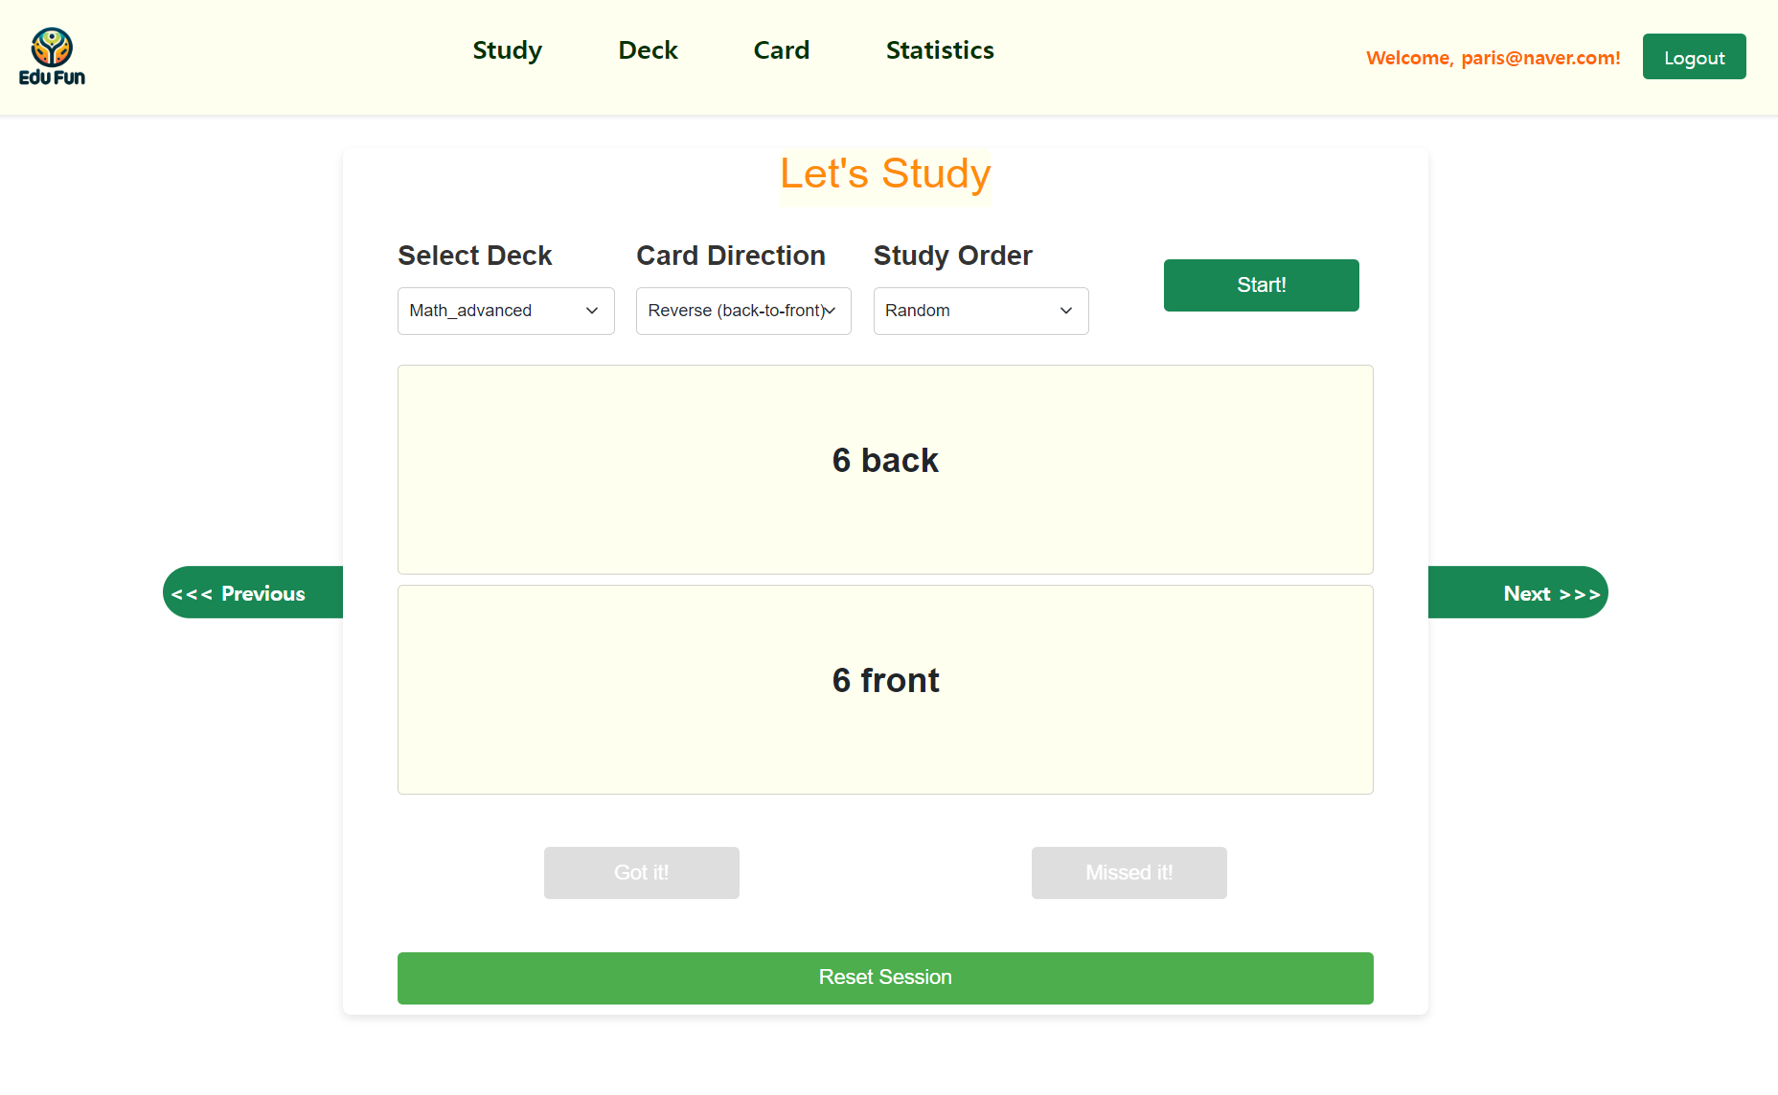 Edu Fun
Study
Deck
Card
Statistics
Welcome, paris@naver.com!
Logout
Let's Study
Select Deck
Card Direction
Study Order
Math_advanced
Reverse (back-to-front)
Random
Start!
6 back
<<< Previous
Next >>>
6 front
Got it!
Missed it!
Reset Session